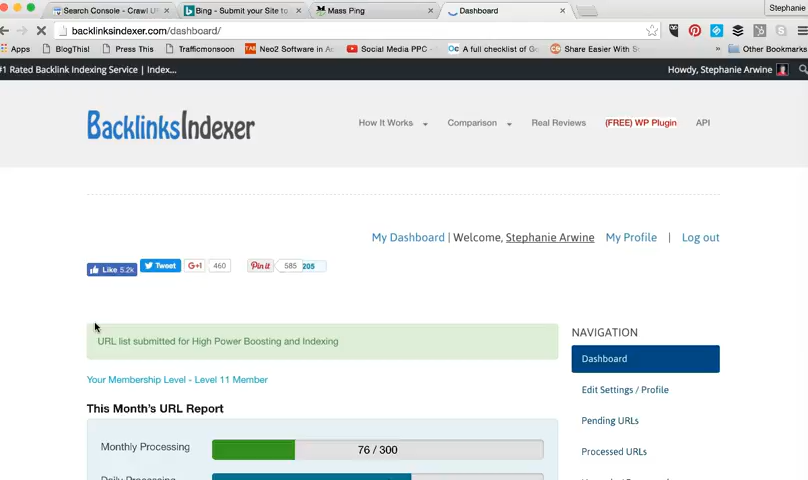 Stephanie
Search Console - Crawl U
Bing - Submit your Site to
Mass Ping
Dashboard
backlinksindexer.com/dashboard/
Apps
BlogThis!
Press This
Trafficmonsoon
Neo2 Software in A
Social Media PPC -
A full checklist of G
Share Easier With S
»
Other Bookmarks
#1 Rated Backlink Indexing Service | Index...
Howdy, Stephanie Arwine
BacklinksIndexer
How It Works
Comparison
Real Reviews
(FREE) WP Plugin
API
My Dashboard | Welcome, Stephanie Arwine
My Profile | Log out
Like 5.2k
Tweet
G+1 460
Pin it 585
205
URL list submitted for High Power Boosting and Indexing
Your Membership Level - Level 11 Member
This Month's URL Report
Monthly Processing
76 / 300
NAVIGATION
Dashboard
Edit Settings / Profile
Pending URLs
Processed URLs